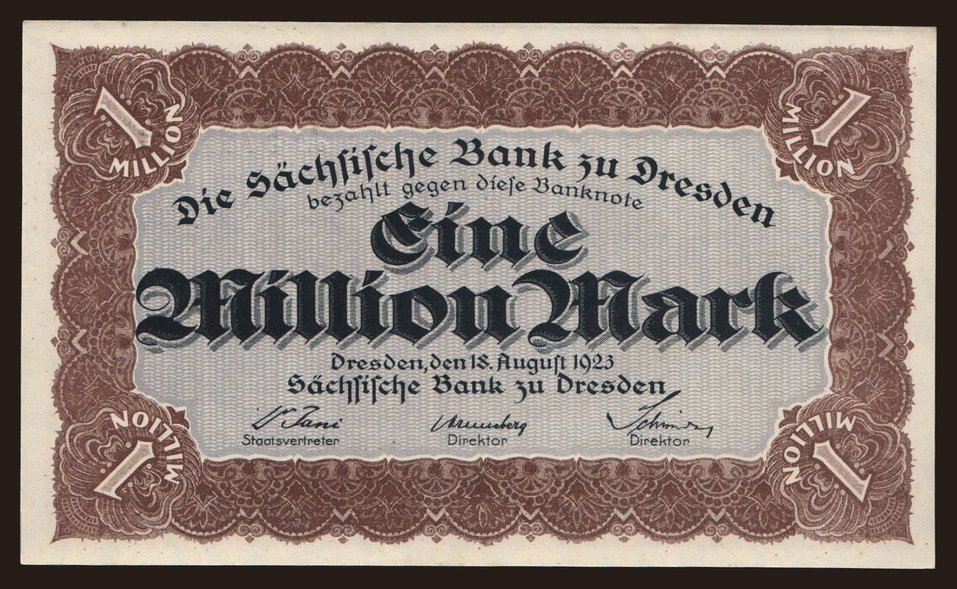 1 MILLION
1 MILLION
Die Sächsische Bank zu Dresden
bezahlt gegen diese Banknote
Eine
Million Mark
Dresden, den 18. August 1923
Sächsische Bank zu Dresden
Staatsvertreter Direktor Direktor
1 MILLION
1 MILLION